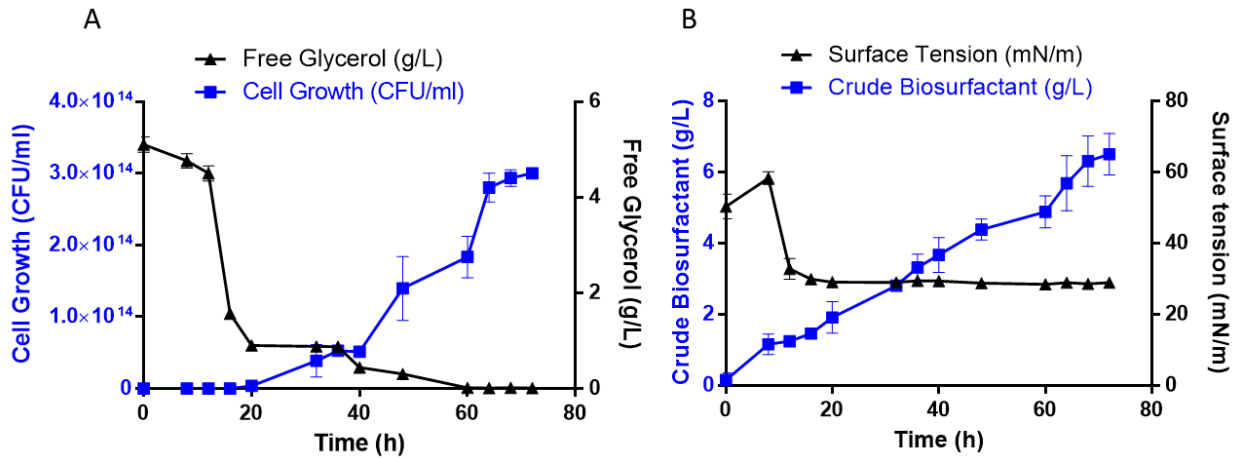 A
Free Glycerol (g/L)
Cell Growth (CFU/ml)
4.0×10 14
3.0×10 14
2.0×10 14
1.0×10 14
0
Cell Growth (CFU/ml)
6
4
2
0
Free Glycerol (g/L)
0
20
40
60
80
Time (h)
B
Surface Tension (mN/m)
Crude Biosurfactant (g/L)
8
6
4
2
0
Crude Biosurfactant (g/L)
80
60
40
20
0
Surface tension (mN/m)
0
20
40
60
80
Time (h)